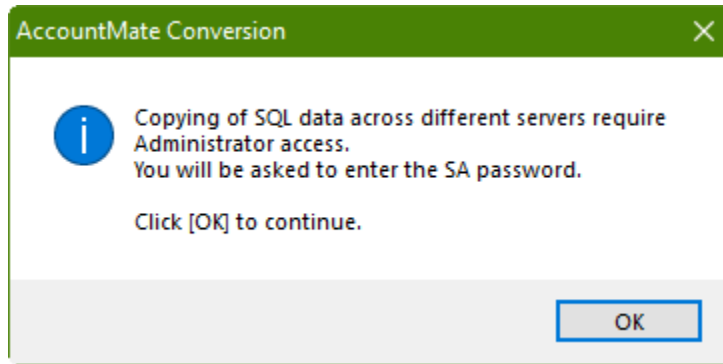 AccountMate Conversion
Copying of SQL data across different servers require
Administrator access.
You will be asked to enter the SA password.
Click [OK] to continue.
OK